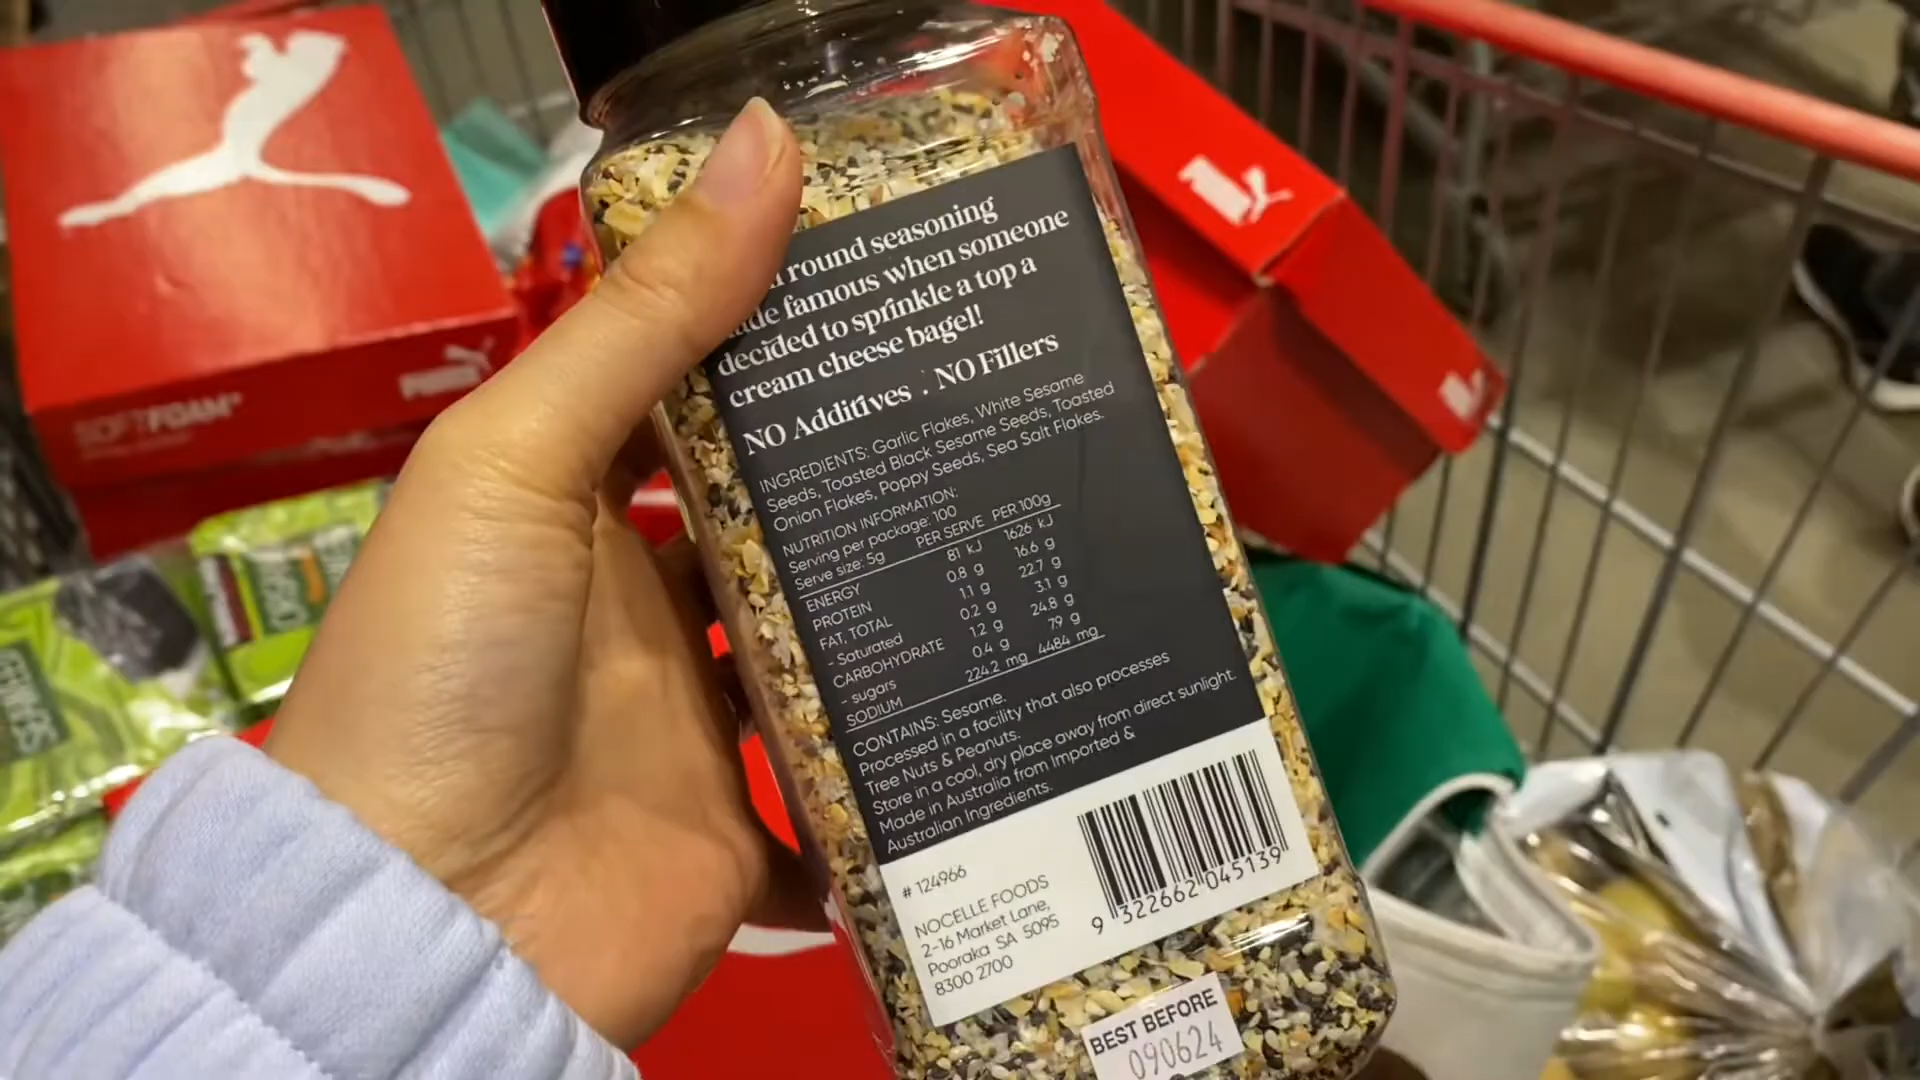 round seasoning
famous when someone
decided to sprinkle a top a
cream cheese bagel!
NO Additives : NO Fillers
INGREDIENTS: Garlic Flakes, White Sesame
Seeds, Toasted Black Sesame Seeds, Toasted
Onion Flakes, Poppy Seeds, Sea Salt Flakes.
NUTRITION INFORMATION:
Serving per package: 100
Serve size: 5g PER SERVE PER 100g
ENERGY 81 kJ 1626 kJ
PROTEIN 0.8 g 16.6 g
FAT, TOTAL 1.1 g 22.7 g
- Saturated 0.2 g 3.1 g
CARBOHYDRATE 1.2 g 24.8 g
- sugars 0.4 g 79 g
SODIUM 224.2 mg 4484 mg
CONTAINS: Sesame.
Processed in a facility that also processes
Tree Nuts & Peanuts.
Store in a cool, dry place away from direct sunlight.
Made in Australia from Imported &
Australian Ingredients.
# 124966
NOCELLE FOODS
2-16 Market Lane,
Pooraka SA 5095
8300 2700
9 322662 045139
BEST BEFORE
090624
SOFTFOAM+
PUMA